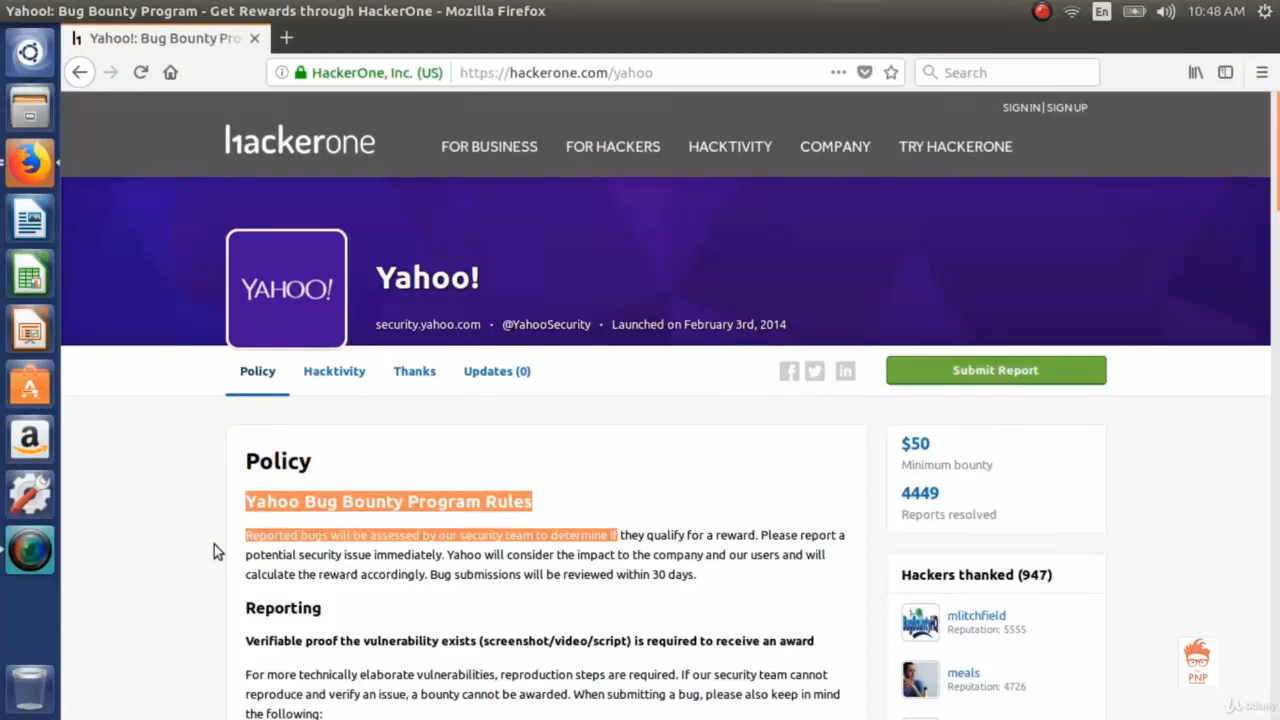 Yahoo!: Bug Bounty Program - Get Rewards through HackerOne - Mozilla Firefox
En
10:48 AM
Yahoo!: Bug Bounty Pro
HackerOne, Inc. (US)
https://hackerone.com/yahoo
Search
SIGN IN | SIGN UP
hackerone
FOR BUSINESS
FOR HACKERS
HACKTIVITY
COMPANY
TRY HACKERONE
YAHOO!
Yahoo!
security.yahoo.com · @YahooSecurity · Launched on February 3rd, 2014
Policy
Hacktivity
Thanks
Updates (0)
Submit Report
Policy
Yahoo Bug Bounty Program Rules
Reported bugs will be assessed by our security team to determine if they qualify for a reward. Please report a
potential security issue immediately. Yahoo will consider the impact to the company and our users and will
calculate the reward accordingly. Bug submissions will be reviewed within 30 days.
Reporting
Verifiable proof the vulnerability exists (screenshot/video/script) is required to receive an award
For more technically elaborate vulnerabilities, reproduction steps are required. If our security team cannot
reproduce and verify an issue, a bounty cannot be awarded. When submitting a bug, please also keep in mind
the following:
$50
Minimum bounty
4449
Reports resolved
Hackers thanked (947)
mlitchfield
Reputation: 5555
meals
Reputation: 4726
PNP
Udemy